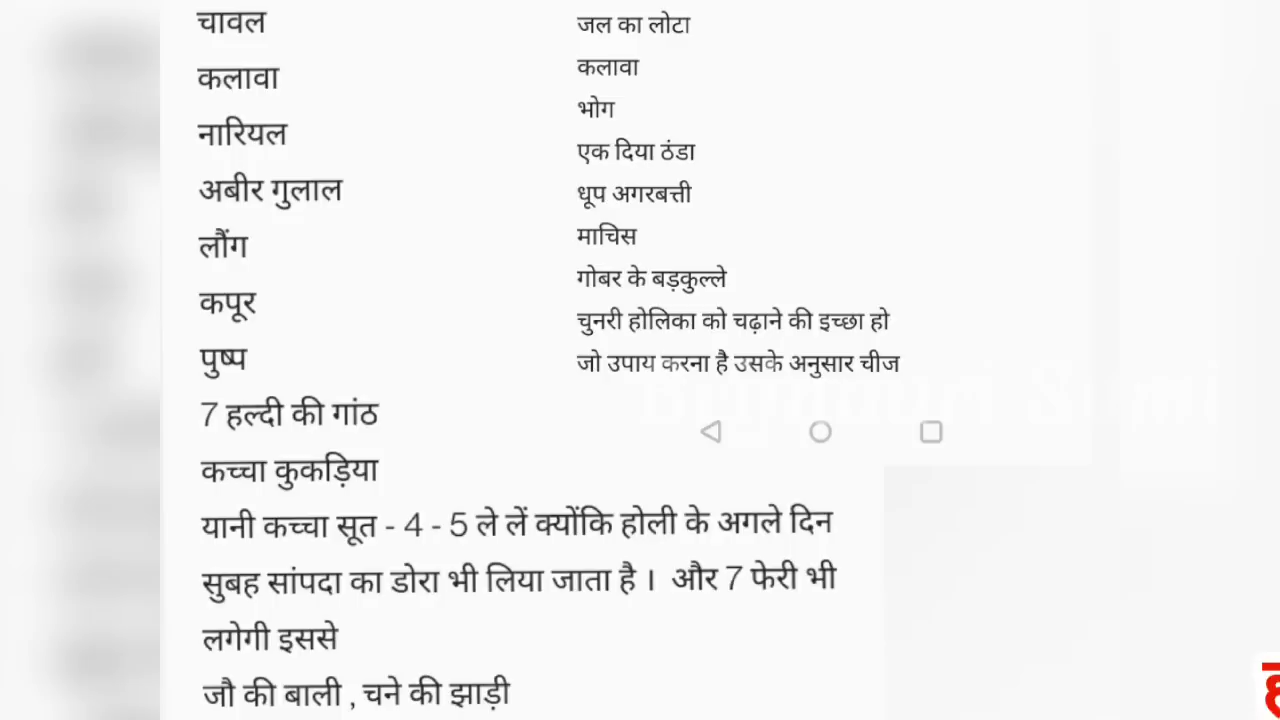 चावल
कलावा
नारियल
अबीर गुलाल
लौंग
कपूर
पुष्प
7 हल्दी की गांठ
कच्चा कुकड़िया
यानी कच्चा सूत - 4 - 5 ले लें क्योंकि होली के अगले दिन
सुबह सांपदा का डोरा भी लिया जाता है । और 7 फेरी भी
लगेगी इससे
जौ की बाली , चने की झाड़ी
जल का लोटा
कलावा
भोग
एक दिया ठंडा
धूप अगरबत्ती
माचिस
गोबर के बड़कुल्ले
चुनरी होलिका को चढ़ाने की इच्छा हो
जो उपाय करना है उसके अनुसार चीज